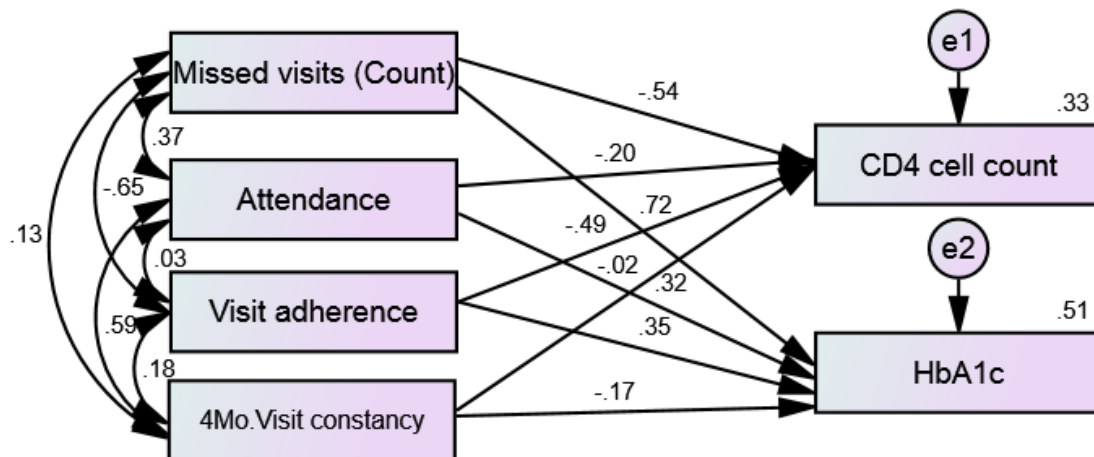 e1
Missed visits (Count)
-.54
.33
.37
CD4 cell count
-.20
-.65
Attendance
.72
-.49
e2
.13
.03
-.02
.32
Visit adherence
.59
.35
.51
.18
HbA1c
-.17
4Mo.Visit constancy